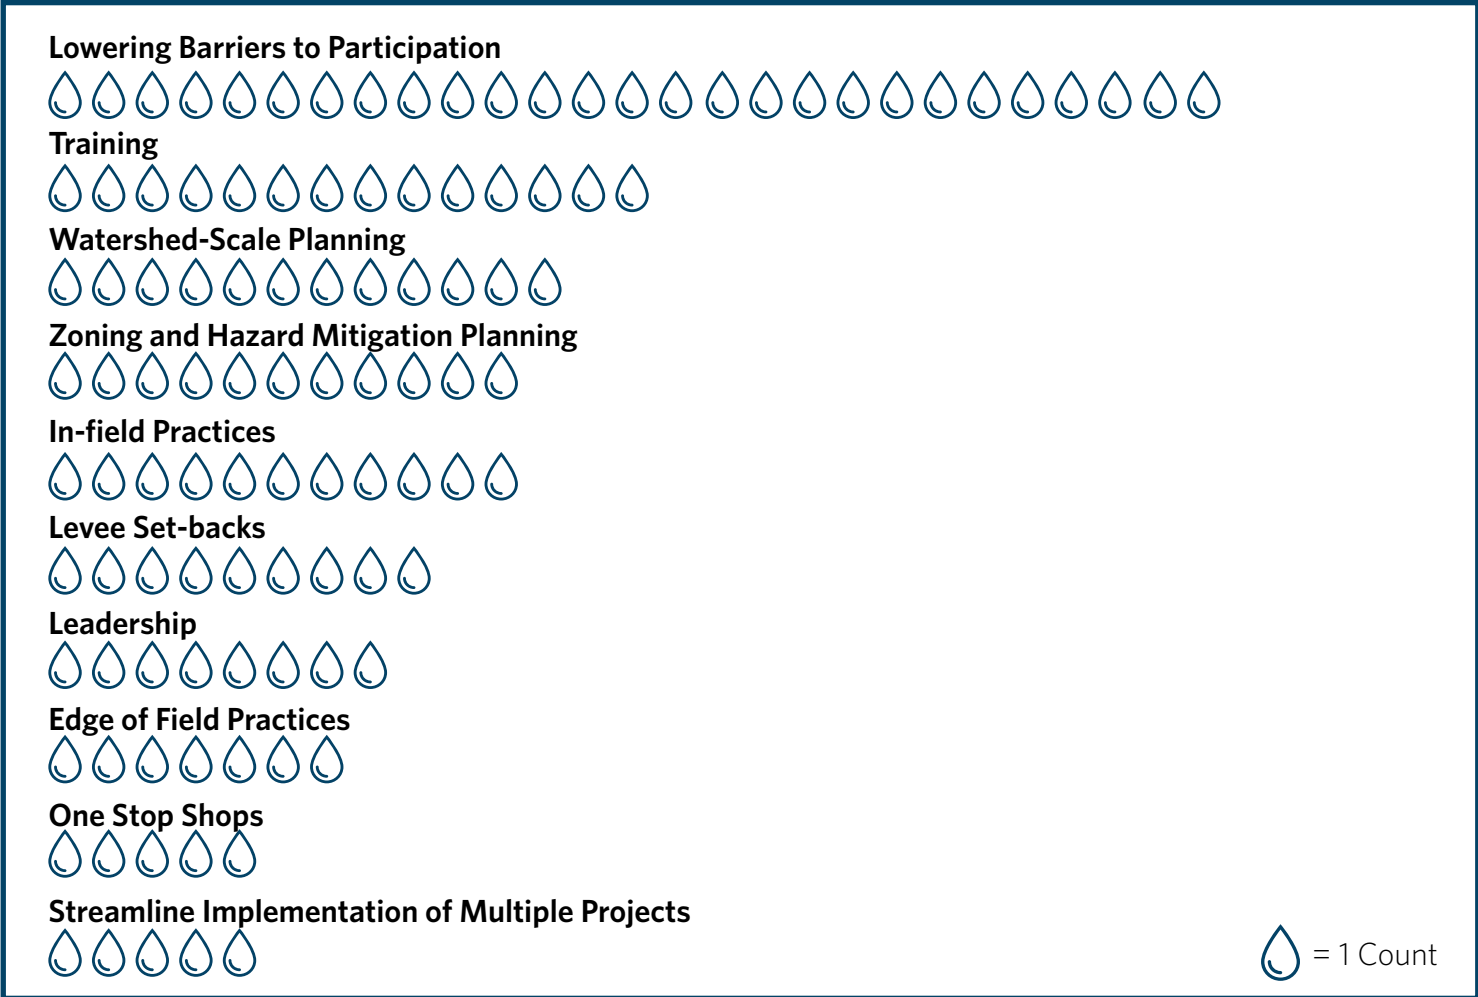 Lowering Barriers to Participation
Training
Watershed-Scale Planning
Zoning and Hazard Mitigation Planning
In-field Practices
Levee Set-backs
Leadership
Edge of Field Practices
One Stop Shops
Streamline Implementation of Multiple Projects
= 1 Count